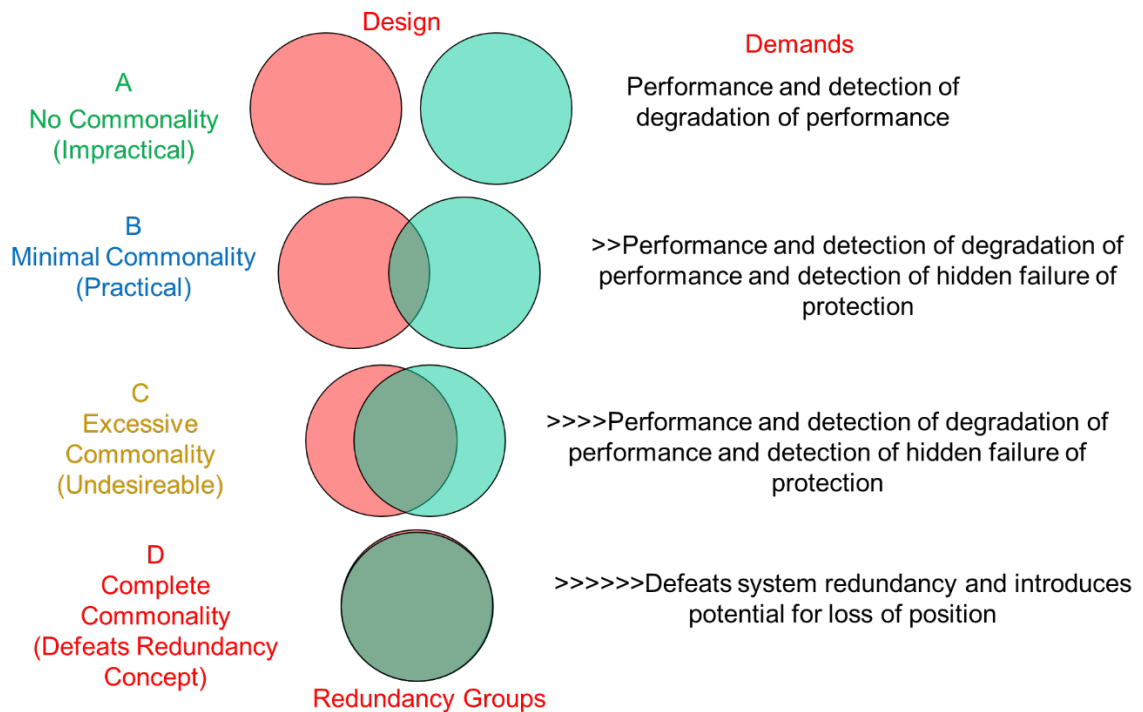 Design
Demands
A
No Commonality
(Impractical)
Performance and detection of
degradation of performance
B
Minimal Commonality
(Practical)
>>Performance and detection of degradation of
performance and detection of hidden failure of
protection
C
Excessive
Commonality
(Undesireable)
>>>>Performance and detection of degradation of
performance and detection of hidden failure of
protection
D
Complete
Commonality
(Defeats Redundancy
Concept)
>>>>>>Defeats system redundancy and introduces
potential for loss of position
Redundancy Groups